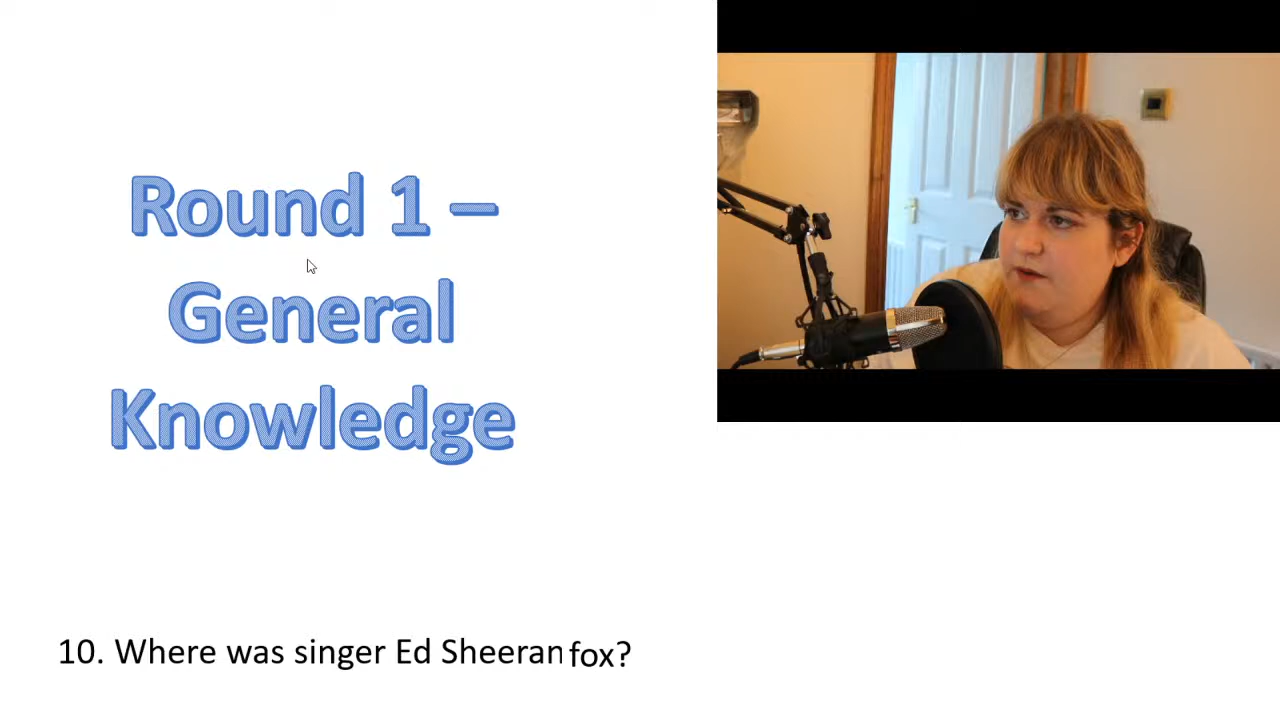 Round 1 –
General
Knowledge
10. Where was singer Ed Sheeran fox?